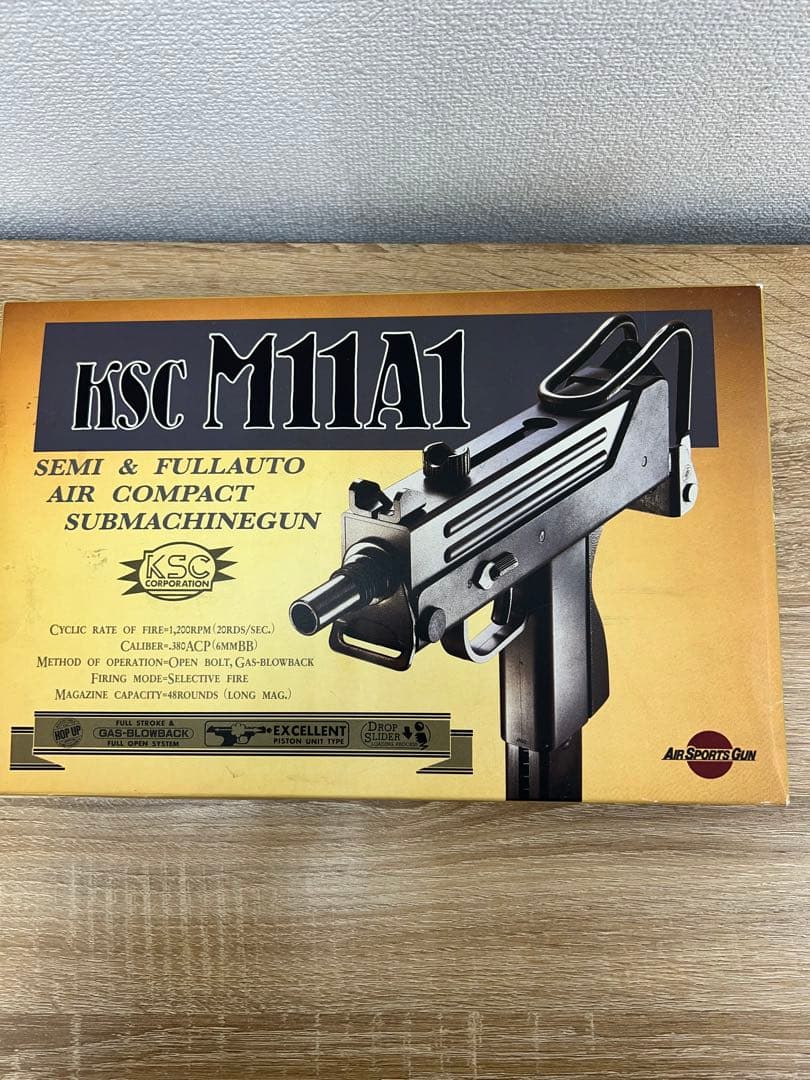 KSC M11A1
SEMI & FULLAUTO
AIR COMPACT
SUBMACHINEGUN
KSC
CORPORATION
CYCLIC RATE OF FIRE=1,200RPM (20RDS/SEC.)
CALIBER=.380ACP (6MMBB)
METHOD OF OPERATION=OPEN BOLT, GAS-BLOWBACK
FIRING MODE=SELECTIVE FIRE
MAGAZINE CAPACITY=48ROUNDS (LONG MAG.)
HOP UP
FULL STROKE &
GAS-BLOWBACK
FULL OPEN SYSTEM
EXCELLENT
PISTON UNIT TYPE
DROP
SLIDER
LOADING PROCESS
AIR SPORTS GUN